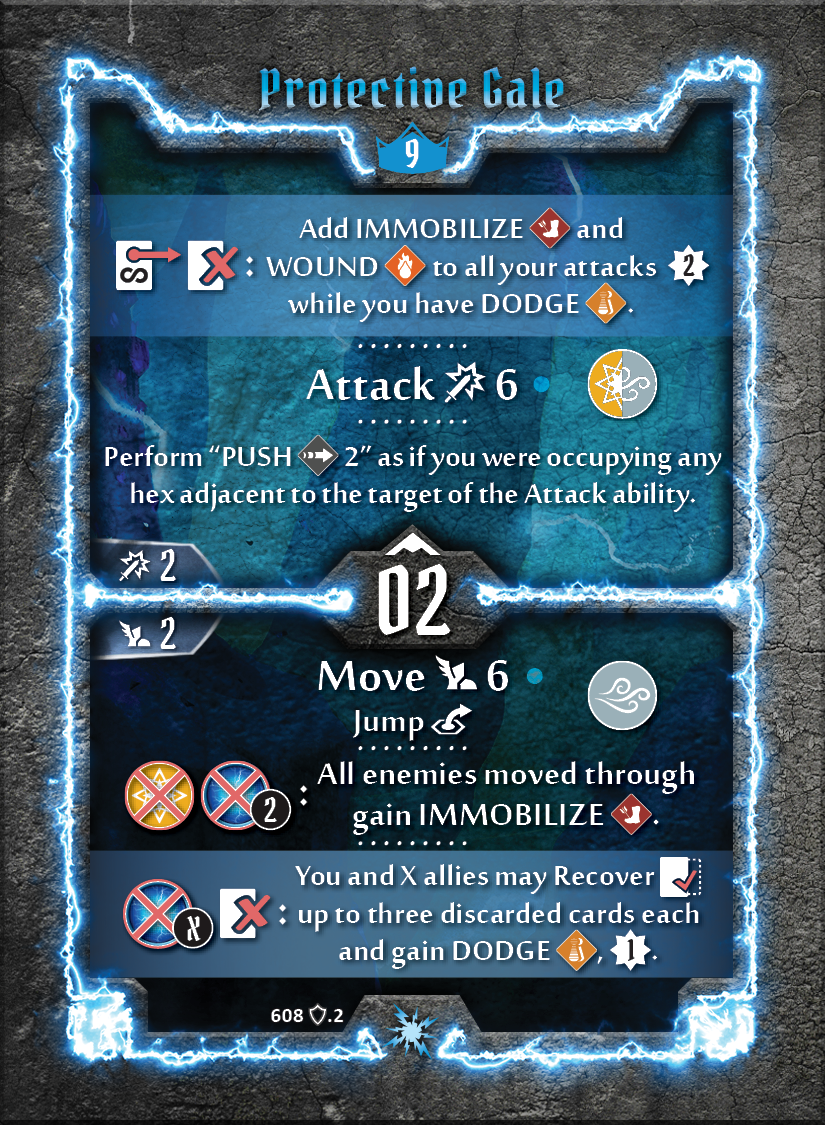 Protective Gale
9
Add IMMOBILIZE and
: WOUND to all your attacks 2
while you have DODGE .
Attack 6
Perform “PUSH 2” as if you were occupying any
hex adjacent to the target of the Attack ability.
2
02
2
Move 6
Jump
All enemies moved through
2 :
gain IMMOBILIZE .
You and X allies may Recover
X : up to three discarded cards each
and gain DODGE , 1 .
608 .2